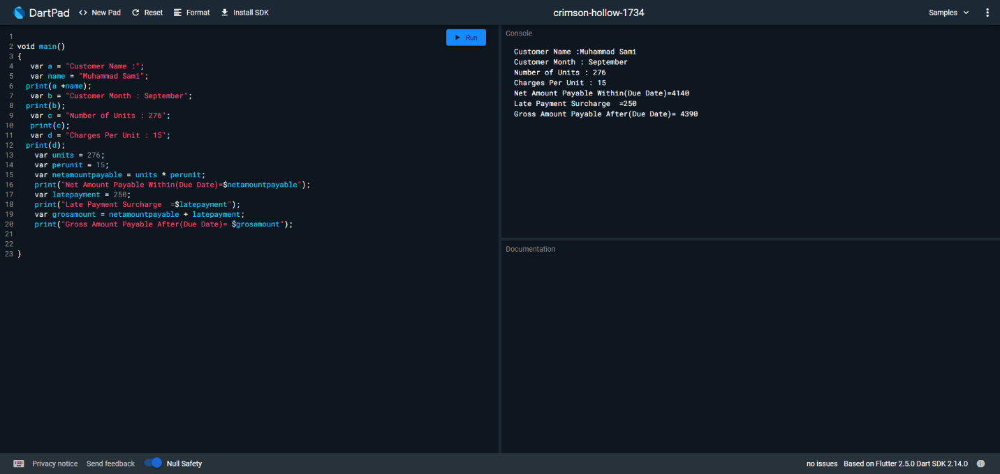 DartPad <> New Pad Reset Format Install SDK crimson-hollow-1734 Samples
Run
1
2 void main()
3 {
4 var a = "Customer Name :";
5 var name = "Muhammad Sami";
6 print(a +name);
7 var b = "Customer Month : September";
8 print(b);
9 var c = "Number of Units : 276";
10 print(c);
11 var d = "Charges Per Unit : 15";
12 print(d);
13 var units = 276;
14 var perunit = 15;
15 var netamountpayable = units * perunit;
16 print("Net Amount Payable Within(Due Date)=$netamountpayable");
17 var latepayment = 250;
18 print("Late Payment Surcharge  =$latepayment");
19 var grosamount = netamountpayable + latepayment;
20 print("Gross Amount Payable After(Due Date)= $grosamount");
21
22
23 }
Console
Customer Name :Muhammad Sami
Customer Month : September
Number of Units : 276
Charges Per Unit : 15
Net Amount Payable Within(Due Date)=4140
Late Payment Surcharge  =250
Gross Amount Payable After(Due Date)= 4390
Documentation
Privacy notice Send feedback Null Safety no issues Based on Flutter 2.5.0 Dart SDK 2.14.0